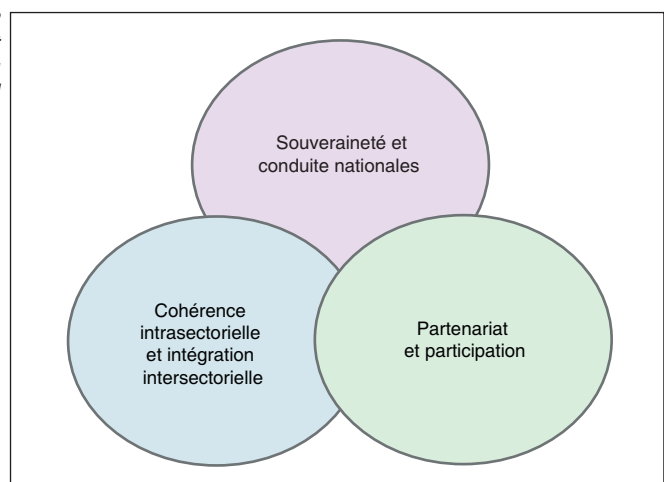 Souveraineté et
conduite nationales
Cohérence
intrasectorielle
et intégration
intersectorielle
Partenariat
et participation